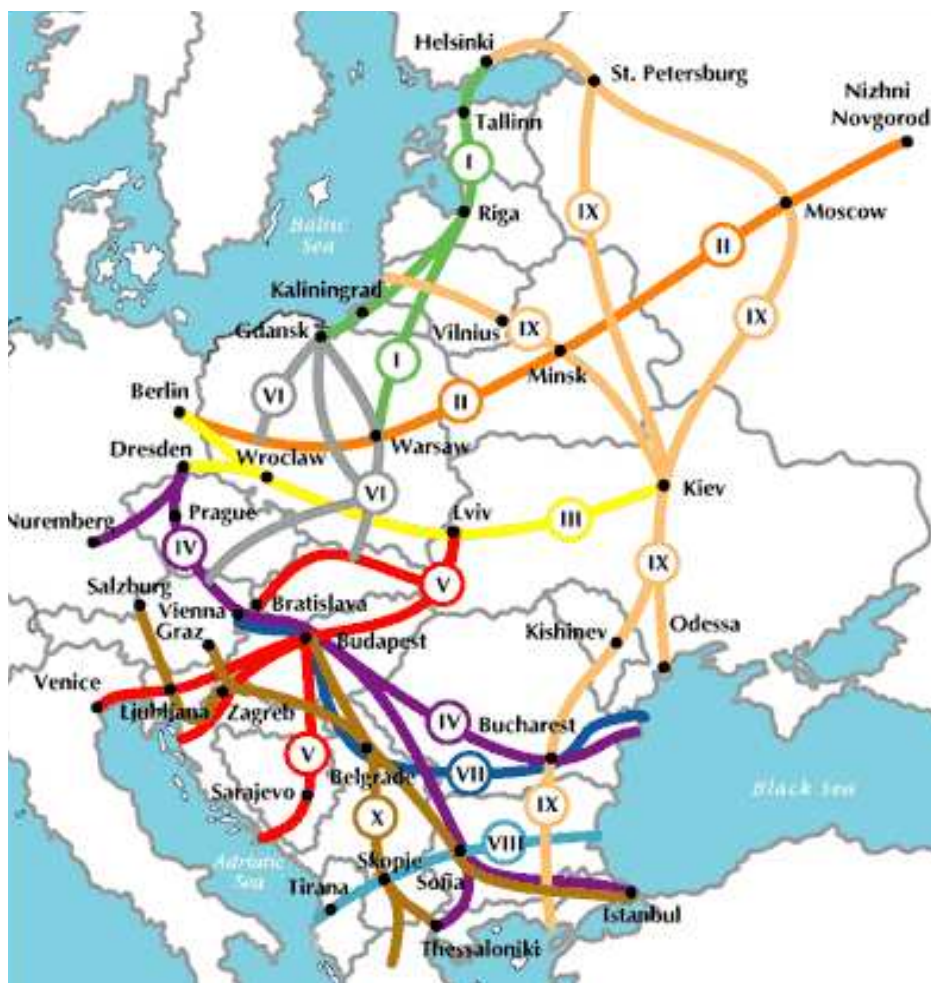 Helsinki
St. Petersburg
Nizhni
Novgorod
Tallinn
I
IX
Moscow
Riga
Baltic
Sea
II
Kaliningrad
Gdansk
Vilnius
IX
IX
Minsk
I
VI
II
Berlin
Warsaw
Dresden
Wroclaw
VI
Kiev
Nuremberg
Prague
Lviv
III
IV
IX
Salzburg
V
Vienna
Bratislava
Graz
Budapest
Kishinev
Odessa
Venice
Ljubljana
Zagreb
IV
Bucharest
V
Belgrade
VII
Black Sea
Sarajevo
IX
X
VIII
Adriatic
Sea
Skopje
Tirana
Sofia
Istanbul
Thessaloniki